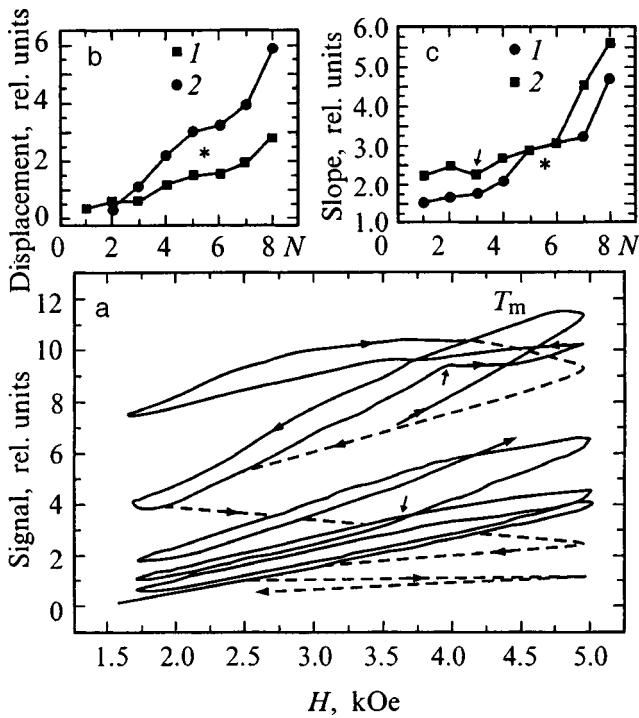 Displacement, rel. units
6
4
2
0
b
1
2
*
0 2 4 6 8 N
Slope, rel. units
6.0
5.0
4.0
3.0
2.0
1.0
c
1
2
*
0 2 4 6 8 N
Signal, rel. units
12
10
8
6
4
2
0
a
Tm
1.5 2.0 2.5 3.0 3.5 4.0 4.5 5.0
H, kOe